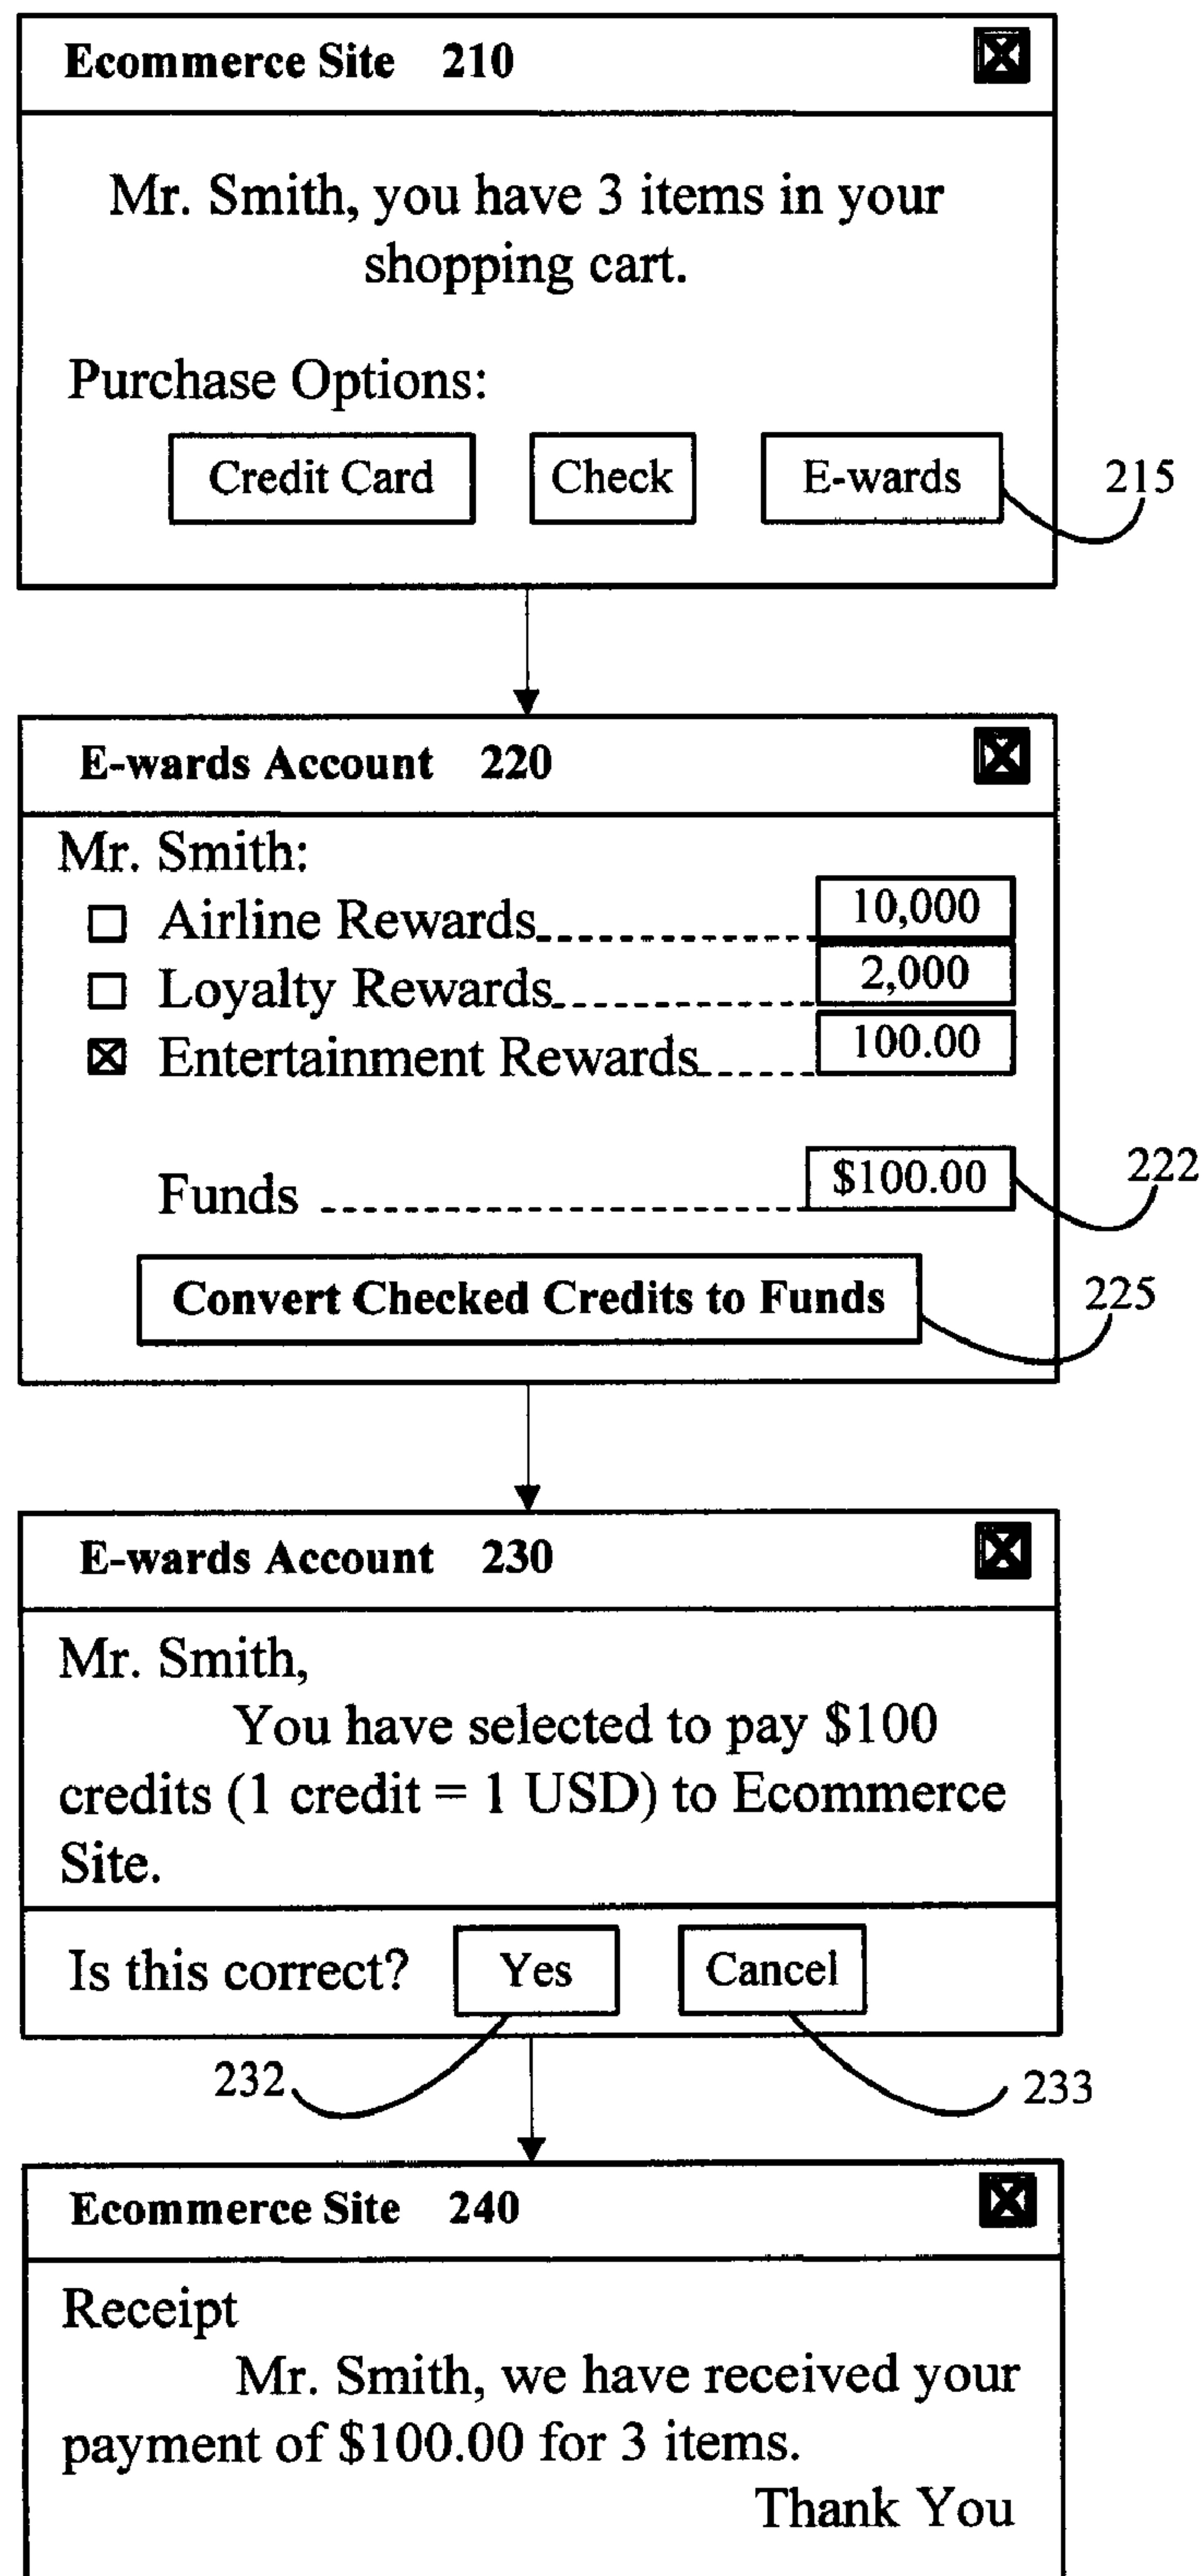 Ecommerce Site 210
Mr. Smith, you have 3 items in your
shopping cart.
Purchase Options:
Credit Card Check E-wards 215
E-wards Account 220
Mr. Smith:
Airline Rewards 10,000
Loyalty Rewards 2,000
Entertainment Rewards 100.00
Funds $100.00 222
Convert Checked Credits to Funds 225
E-wards Account 230
Mr. Smith,
You have selected to pay $100
credits (1 credit = 1 USD) to Ecommerce
Site.
Is this correct? Yes Cancel
232 233
Ecommerce Site 240
Receipt
Mr. Smith, we have received your
payment of $100.00 for 3 items.
Thank You